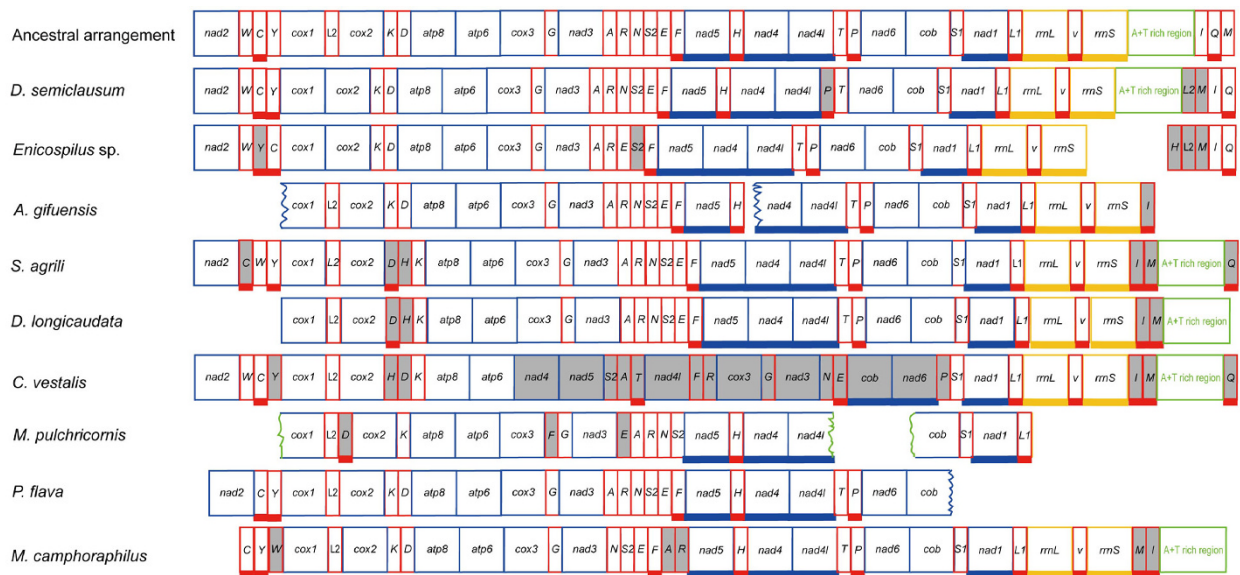 Ancestral arrangement nad2 W C Y cox1 L2 cox2 K D atp8 atp6 cox3 G nad3 A R N S2 E F nad5 H nad4 nad4l T P nad6 cob S1 nad1 L1 rrnL v rrnS A+T rich region I Q M
D. semiclausum nad2 W C Y cox1 cox2 K D atp8 atp6 cox3 G nad3 A R N S2 E F nad5 H nad4 nad4l P T nad6 cob S1 nad1 L1 rrnL v rrnS A+T rich region L2 M I Q
Enicospilus sp. nad2 W Y C cox1 cox2 K D atp8 atp6 cox3 G nad3 A R E S2 F nad5 nad4 nad4l T P nad6 cob S1 nad1 L1 rrnL v rrnS H L2 M I Q
A. gifuensis cox1 L2 cox2 K D atp8 atp6 cox3 G nad3 A R N S2 E F nad5 H nad4 nad4l T P nad6 cob S1 nad1 L1 rrnL v rrnS I
S. agrili nad2 C W Y cox1 L2 cox2 D H K atp8 atp6 cox3 G nad3 A R N S2 E F nad5 nad4 nad4l T P nad6 cob S1 nad1 L1 rrnL v rrnS I M A+T rich region Q
D. longicaudata cox1 L2 cox2 D H K atp8 atp6 cox3 G nad3 A R N S2 E F nad5 nad4 nad4l T P nad6 cob S1 nad1 L1 rrnL v rrnS I M A+T rich region
C. vestalis nad2 W C Y cox1 L2 cox2 H D K atp8 atp6 nad4 nad5 S2 A T nad4l F R cox3 G nad3 N E cob nad6 P S1 nad1 L1 rrnL v rrnS I M A+T rich region Q
M. pulchricornis cox1 L2 D cox2 K atp8 atp6 cox3 F G nad3 E A R N S2 nad5 H nad4 nad4l cob S1 nad1 L1
P. flava nad2 C Y cox1 L2 cox2 K D atp8 atp6 cox3 G nad3 A R N S2 E F nad5 H nad4 nad4l T P nad6 cob
M. camphoraphilus C Y W cox1 L2 cox2 K D atp8 atp6 cox3 G nad3 N S2 E F A R nad5 H nad4 nad4l T P nad6 cob S1 nad1 L1 rrnL v rrnS M I A+T rich region